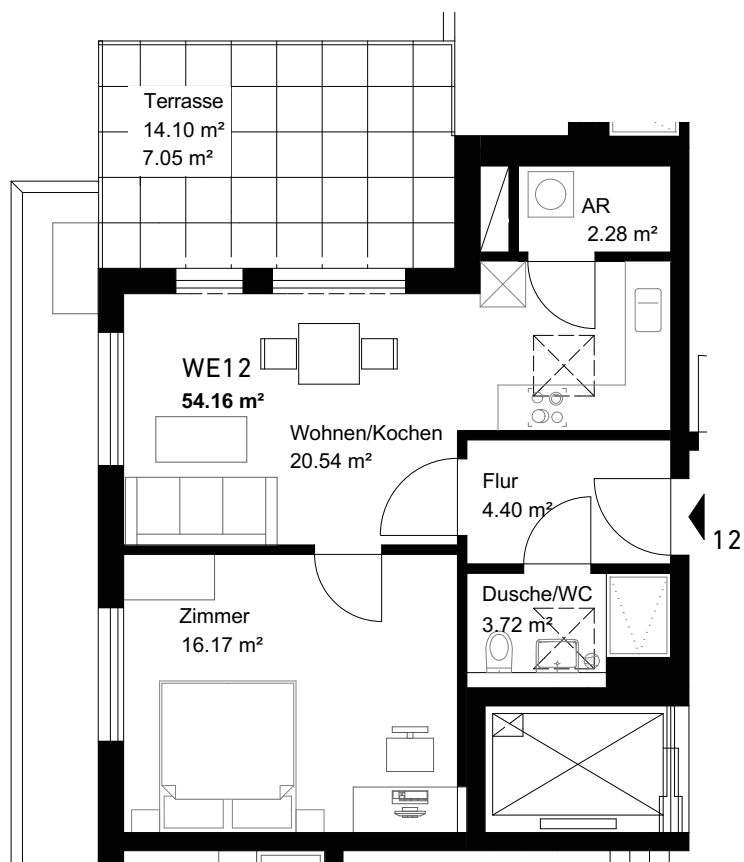 Terrasse
14.10 m²
7.05 m²
AR
2.28 m²
WE12
54.16 m²
Wohnen/Kochen
20.54 m²
Flur
4.40 m²
12
Dusche/WC
3.72 m²
Zimmer
16.17 m²